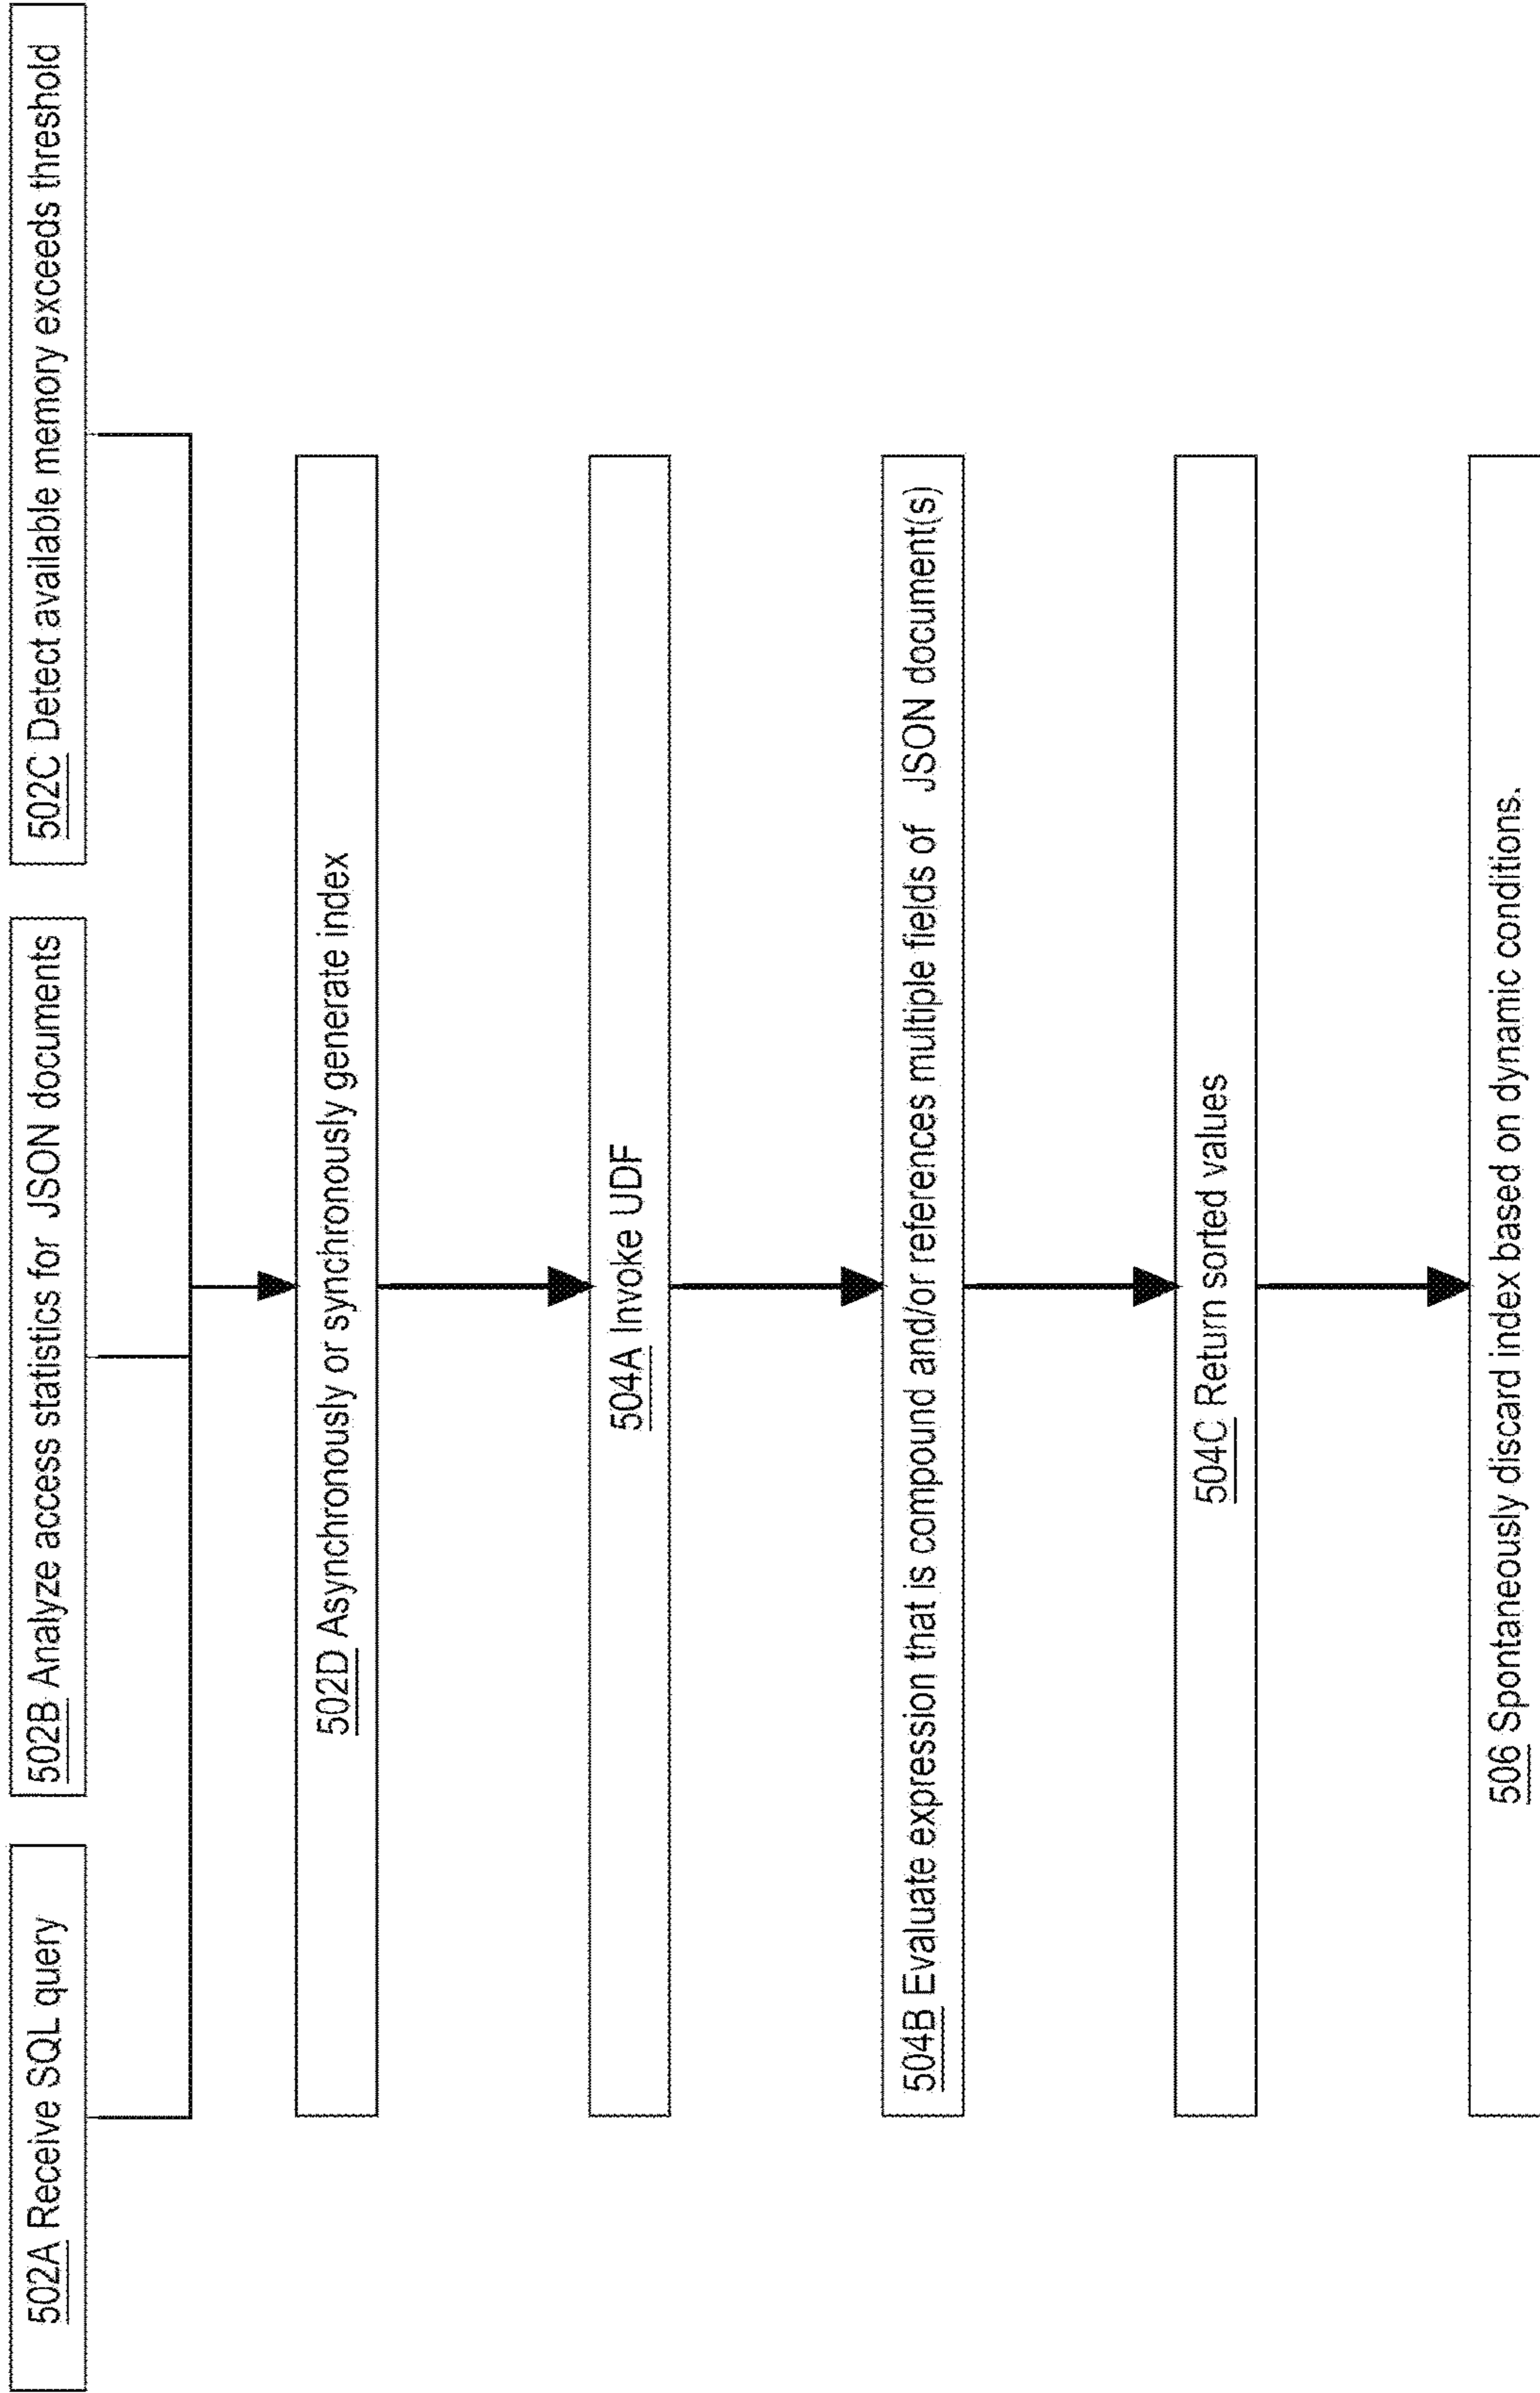 502A Receive SQL query
502B Analyze access statistics for JSON documents
502C Detect available memory exceeds threshold
502D Asynchronously or synchronously generate index
504A Invoke UDF
504B Evaluate expression that is compound and/or references multiple fields of JSON document(s)
504C Return sorted values
506 Spontaneously discard index based on dynamic conditions.